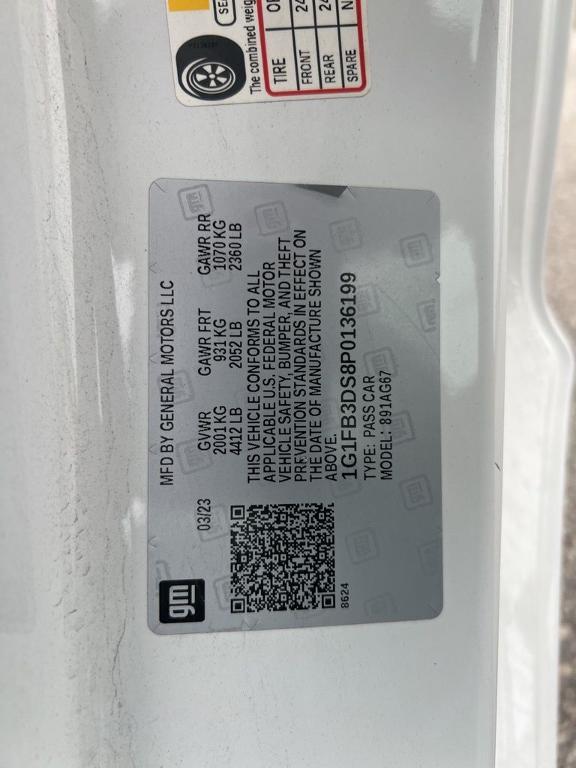 The combined weig
TIRE
FRONT
REAR
SPARE
24
24
MFD BY GENERAL MOTORS LLC
03/23
GVWR GAWR FRT GAWR RR
2001 KG 931 KG 1070 KG
4412 LB 2052 LB 2360 LB
THIS VEHICLE CONFORMS TO ALL
APPLICABLE U.S. FEDERAL MOTOR
VEHICLE SAFETY, BUMPER, AND THEFT
PREVENTION STANDARDS IN EFFECT ON
THE DATE OF MANUFACTURE SHOWN
ABOVE.
1G1FB3DS8P0136199
TYPE: PASS CAR
MODEL: 891AG67
gm
8624